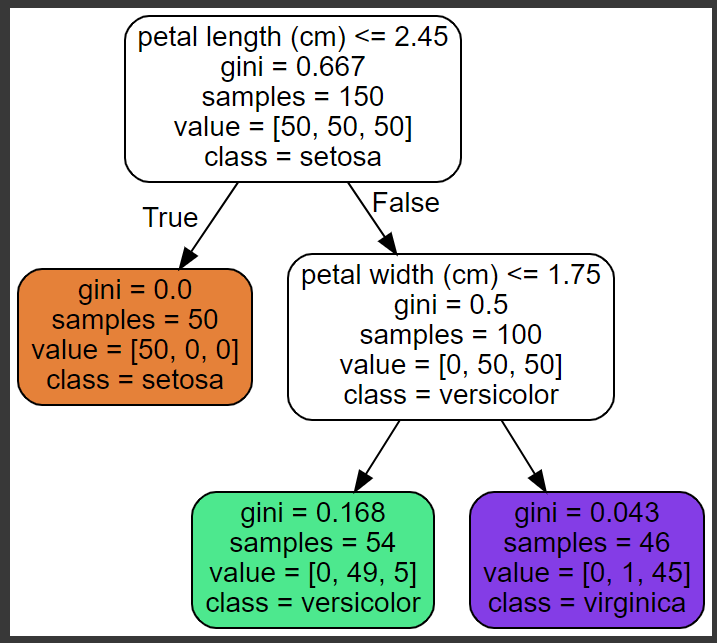 petal length (cm) <= 2.45
gini = 0.667
samples = 150
value = [50, 50, 50]
class = setosa
True
False
gini = 0.0
samples = 50
value = [50, 0, 0]
class = setosa
petal width (cm) <= 1.75
gini = 0.5
samples = 100
value = [0, 50, 50]
class = versicolor
gini = 0.168
samples = 54
value = [0, 49, 5]
class = versicolor
gini = 0.043
samples = 46
value = [0, 1, 45]
class = virginica